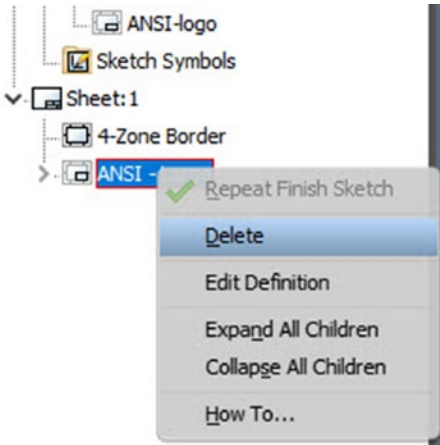 ANSI-logo
Sketch Symbols
Sheet:1
4-Zone Border
ANSI -
Repeat Finish Sketch
Delete
Edit Definition
Expand All Children
Collapse All Children
How To...